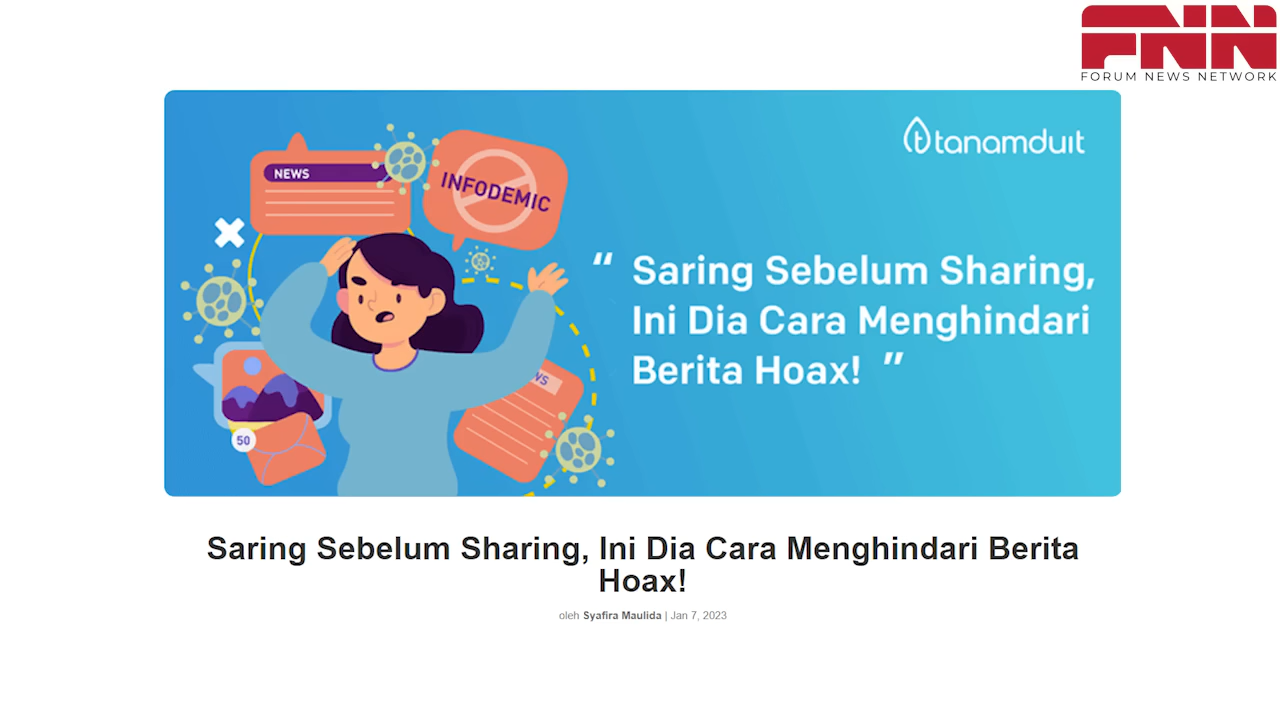 FNN
FORUM NEWS NETWORK
tanamduit
NEWS
INFODEMIC
“ Saring Sebelum Sharing,
Ini Dia Cara Menghindari
Berita Hoax! ”
WS
50
Saring Sebelum Sharing, Ini Dia Cara Menghindari Berita
Hoax!
oleh Syafira Maulida | Jan 7, 2023